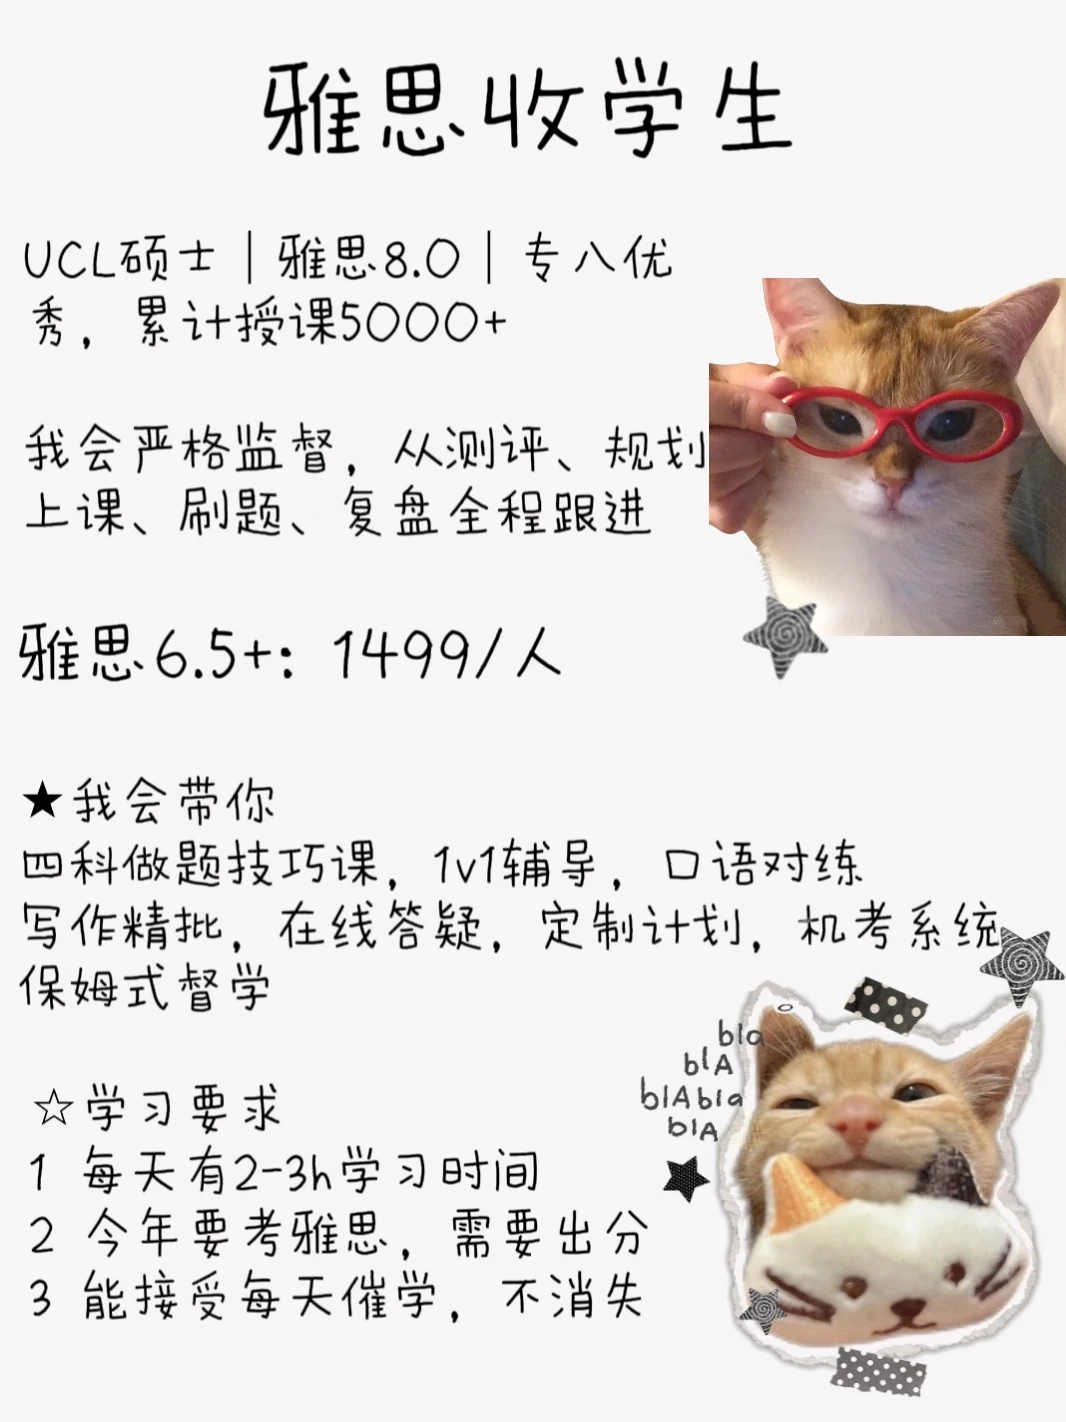 雅思收学生
UCL硕士｜雅思8.0｜专八优
秀，累计授课5000+
我会严格监督，从测评、规划
上课、刷题、复盘全程跟进
雅思6.5+：1499/人
★我会带你
四科做题技巧课，1v1辅导，口语对练
写作精批，在线答疑，定制计划，机考系统
保姆式督学
bla
blA
blAbla
blA
☆学习要求
1 每天有2-3h学习时间
2 今年要考雅思，需要出分
3 能接受每天催学，不消失